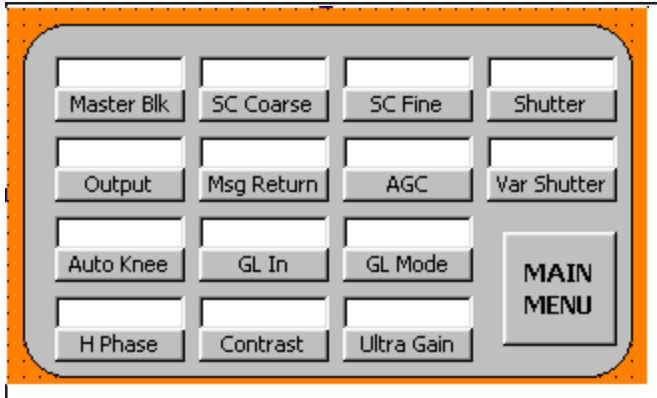 Master Blk
SC Coarse
SC Fine
Shutter
Output
Msg Return
AGC
Var Shutter
Auto Knee
GL In
GL Mode
MAIN
MENU
H Phase
Contrast
Ultra Gain